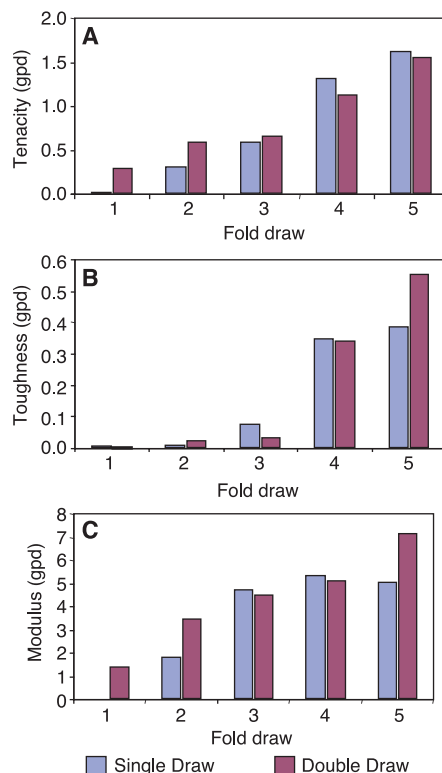 A
Tenacity (gpd)
2.0
1.5
1.0
0.5
0.0
1 2 3 4 5
Fold draw
B
Toughness (gpd)
0.6
0.5
0.4
0.3
0.2
0.1
0.0
1 2 3 4 5
Fold draw
C
Modulus (gpd)
8
7
6
5
4
3
2
1
0
1 2 3 4 5
Fold draw
Single Draw Double Draw